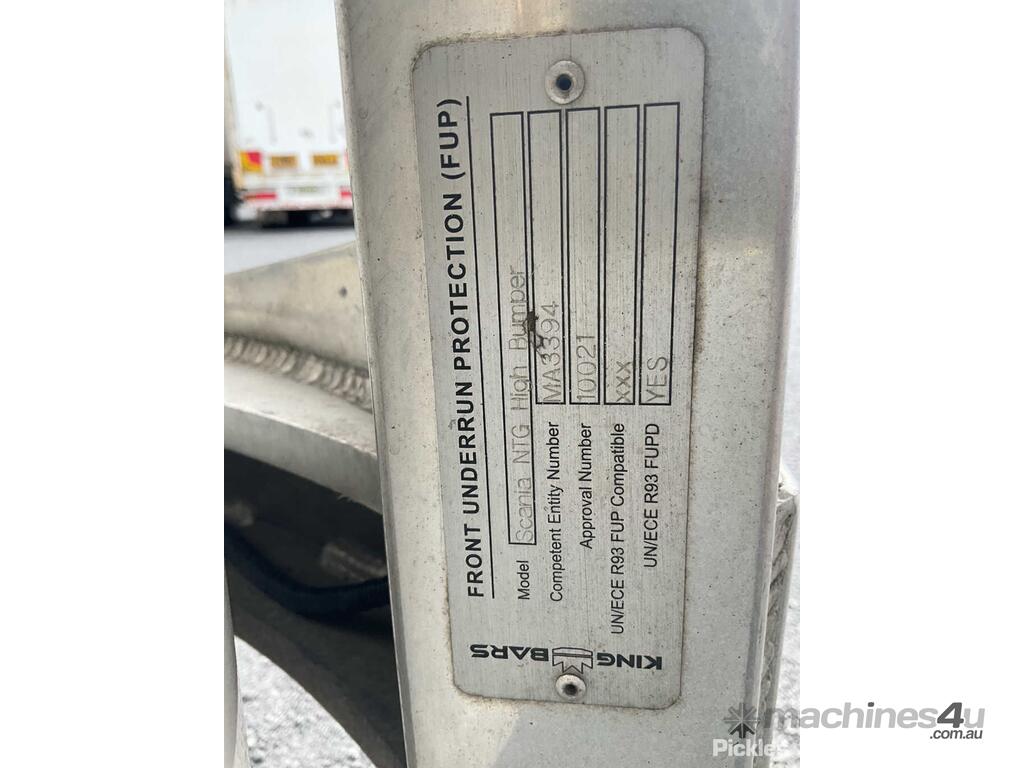 FRONT UNDERRUN PROTECTION (FUP)
Model Scania NTG High Bumper
Competent Entity Number MA3394
Approval Number 10021
UN/ECE R93 FUP Compatible XXX
UN/ECE R93 FUPD YES
KING
BARS
machines4u
.com.au
Pickles